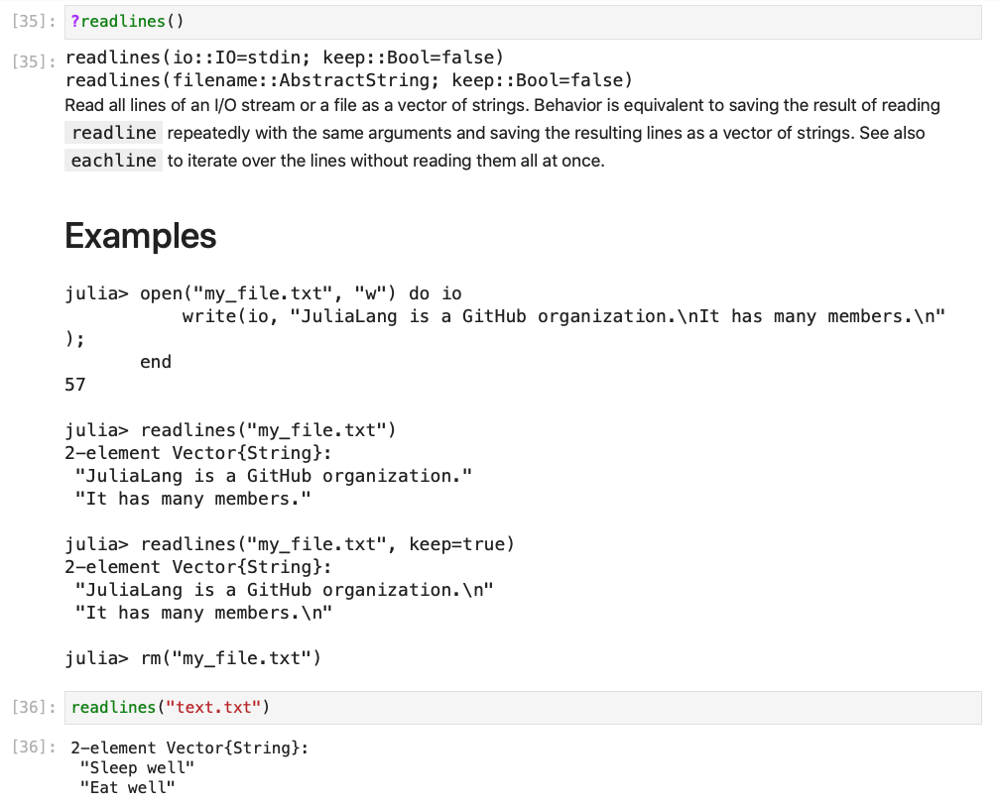 [35]: ?readlines()
[35]: readlines(io::IO=stdin; keep::Bool=false)
readlines(filename::AbstractString; keep::Bool=false)
Read all lines of an I/O stream or a file as a vector of strings. Behavior is equivalent to saving the result of reading
readline repeatedly with the same arguments and saving the resulting lines as a vector of strings. See also
eachline to iterate over the lines without reading them all at once.
Examples
julia> open("my_file.txt", "w") do io
write(io, "JuliaLang is a GitHub organization.\nIt has many members.\n"
);
end
57
julia> readlines("my_file.txt")
2-element Vector{String}:
"JuliaLang is a GitHub organization."
"It has many members."
julia> readlines("my_file.txt", keep=true)
2-element Vector{String}:
"JuliaLang is a GitHub organization.\n"
"It has many members.\n"
julia> rm("my_file.txt")
[36]: readlines("text.txt")
[36]: 2-element Vector{String}:
"Sleep well"
"Eat well"